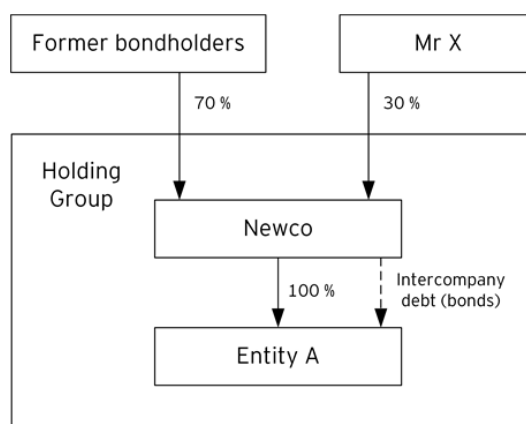 Former bondholders
Mr X
70 %
30 %
Holding
Group
Newco
100 %
Intercompany
debt (bonds)
Entity A